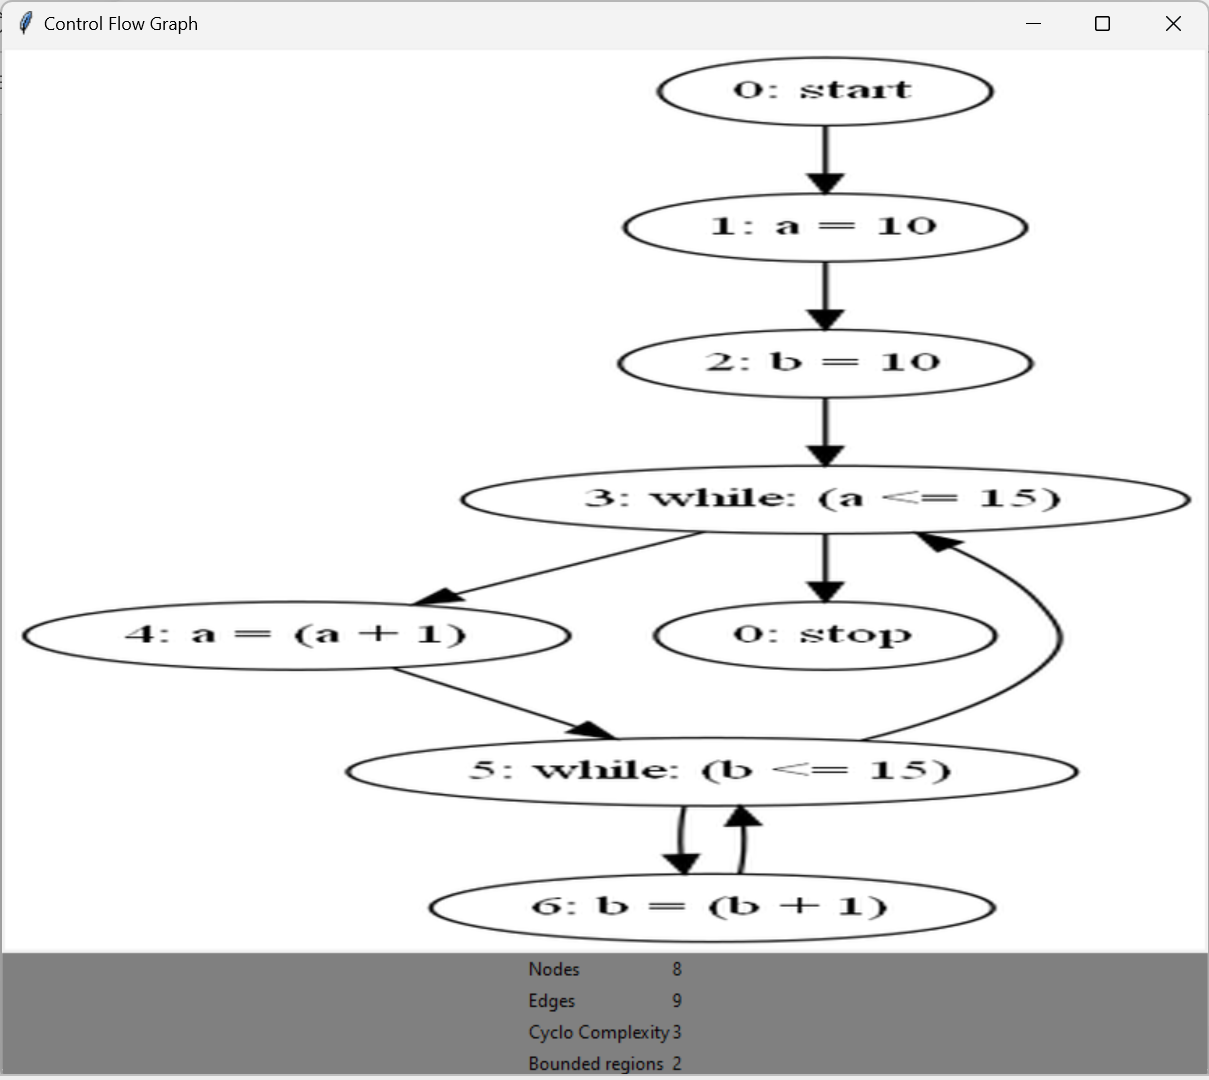 Control Flow Graph
0: start
1: a = 10
2: b = 10
3: while: (a <= 15)
4: a = (a + 1)
0: stop
5: while: (b <= 15)
6: b = (b + 1)
Nodes 8
Edges 9
Cyclo Complexity 3
Bounded regions 2